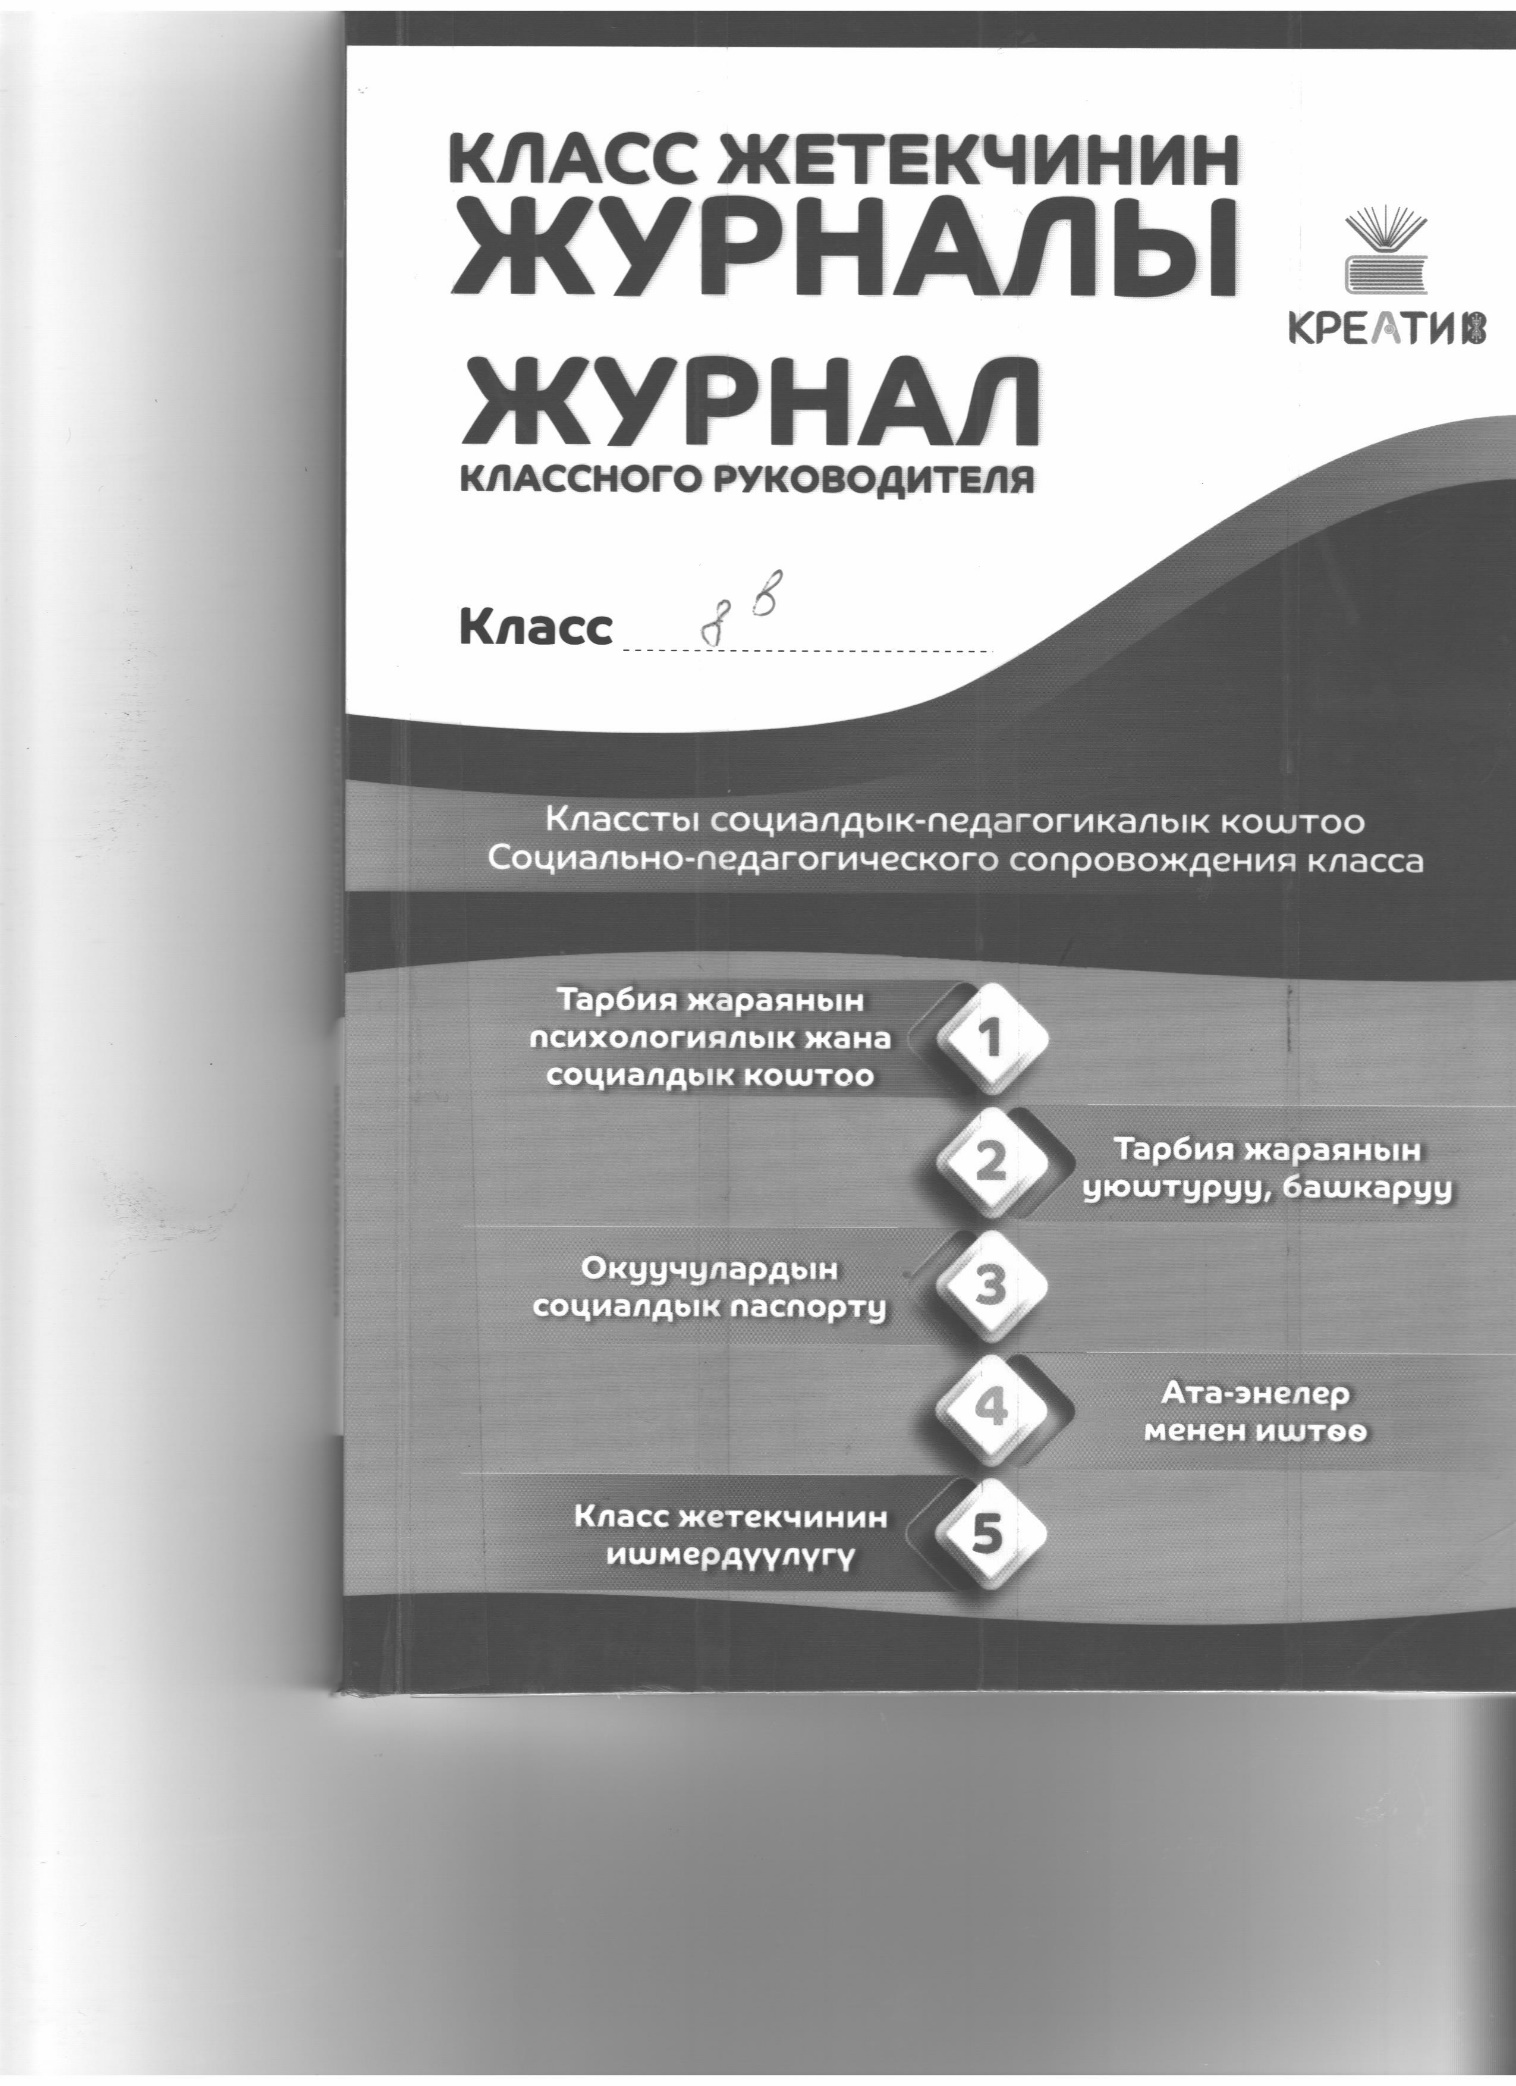 КЛАСС ЖЕТЕКЧИНИН
ЖУРНАЛЫ
КРЕАТИВ
ЖУРНАЛ
КЛАССНОГО РУКОВОДИТЕЛЯ
Класс 8 В
Классты социалдык-педагогикалык коштоо
Социально-педагогического сопровождения класса
Тарбия жараянын
психологиялык жана
социалдык коштоо
1
2
Тарбия жараянын
уюштуруу, башкаруу
Окуучулардын
социалдык паспорту
3
4
Ата-энелер
менен иштөө
Класс жетекчинин
ишмердүүлүгү
5